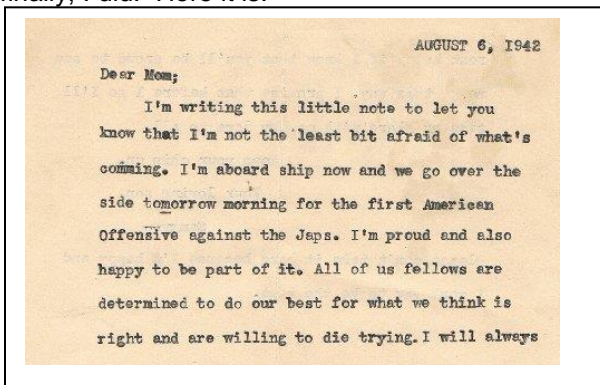 finally, I did. Here it is.
AUGUST 6, 1942
Dear Mom;
I'm writing this little note to let you
know that I'm not the least bit afraid of what's
comming. I'm aboard ship now and we go over the
side tomorrow morning for the first American
Offensive against the Japs. I'm proud and also
happy to be part of it. All of us fellows are
determined to do our best for what we think is
right and are willing to die trying. I will always